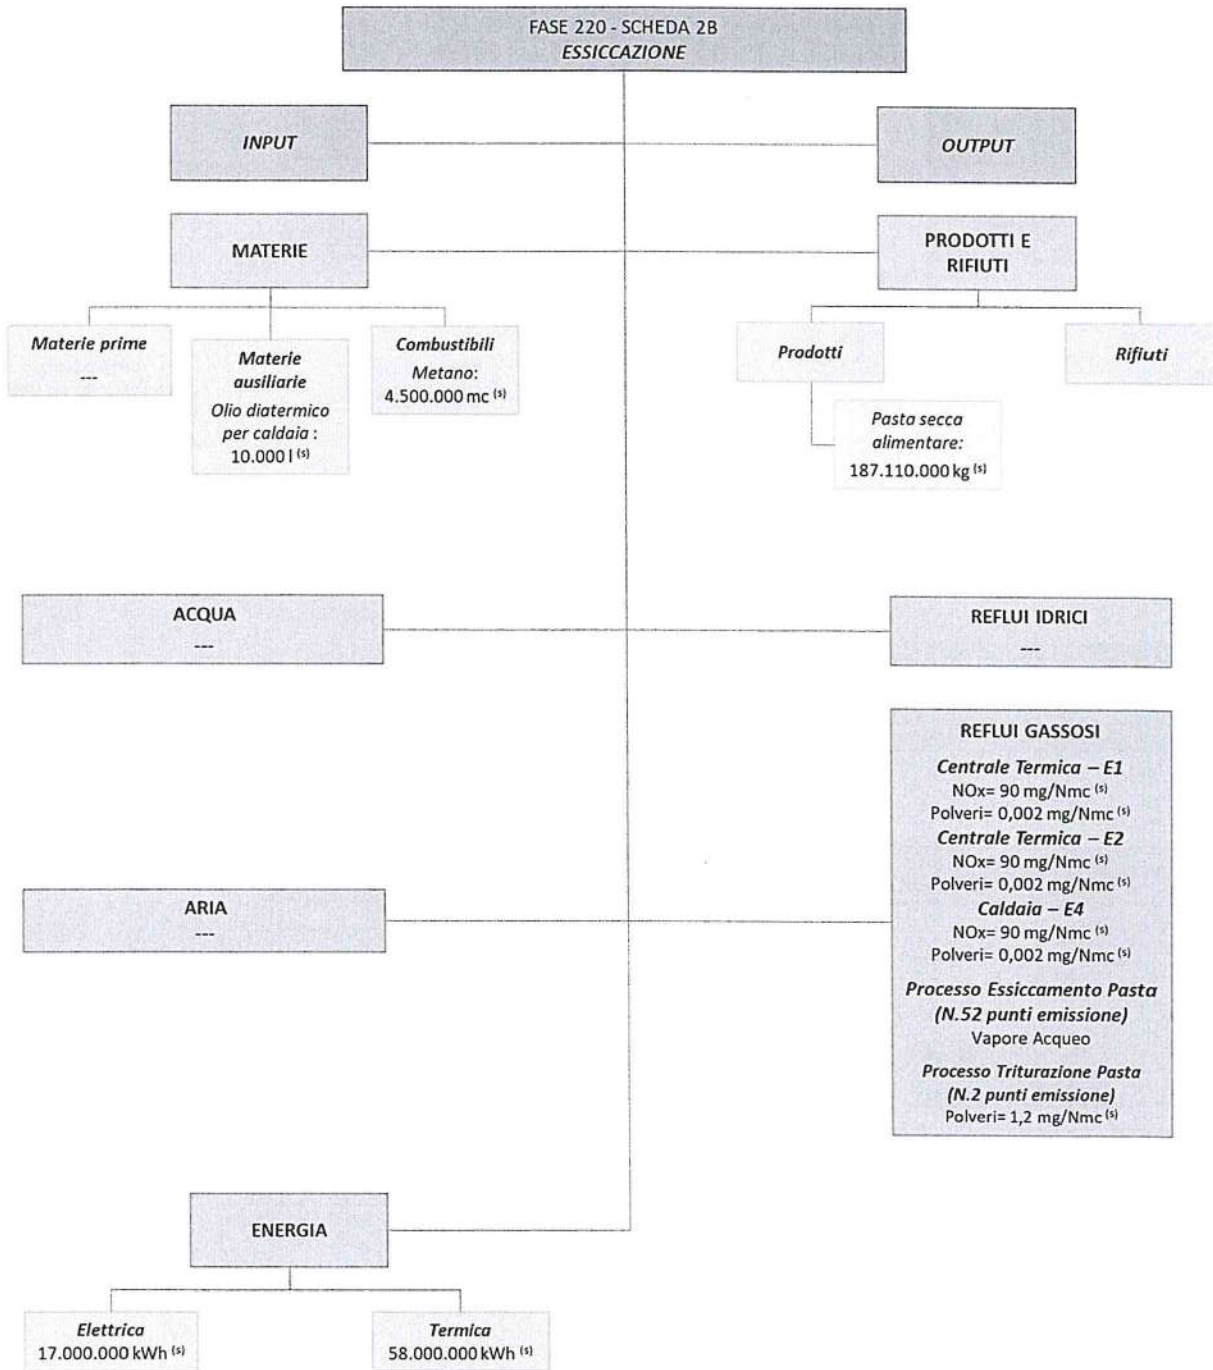 FASE 220 - SCHEDA 2B
ESSICCAZIONE
INPUT
OUTPUT
MATERIE
PRODOTTI E
RIFIUTI
Materie prime
---
Materie
ausiliarie
Olio diatermico
per caldaia :
10.000 l (s)
Combustibili
Metano:
4.500.000 mc (s)
Prodotti
Rifiuti
Pasta secca
alimentare:
187.110.000 kg (s)
ACQUA
---
REFLUI IDRICI
---
ARIA
---
REFLUI GASSOSI
Centrale Termica – E1
NOx= 90 mg/Nmc (s)
Polveri= 0,002 mg/Nmc (s)
Centrale Termica – E2
NOx= 90 mg/Nmc (s)
Polveri= 0,002 mg/Nmc (s)
Caldaia – E4
NOx= 90 mg/Nmc (s)
Polveri= 0,002 mg/Nmc (s)
Processo Essiccamento Pasta
(N.52 punti emissione)
Vapore Acqueo
Processo Triturazione Pasta
(N.2 punti emissione)
Polveri= 1,2 mg/Nmc (s)
ENERGIA
Elettrica
17.000.000 kWh (s)
Termica
58.000.000 kWh (s)